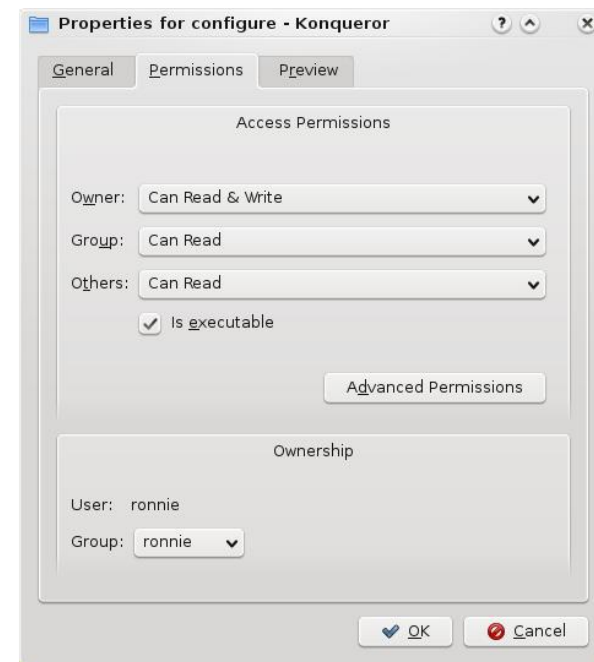 Properties for configure - Konqueror
General Permissions Preview
Access Permissions
Owner: Can Read & Write
Group: Can Read
Others: Can Read
Is executable
Advanced Permissions
Ownership
User: ronnie
Group: ronnie
OK Cancel